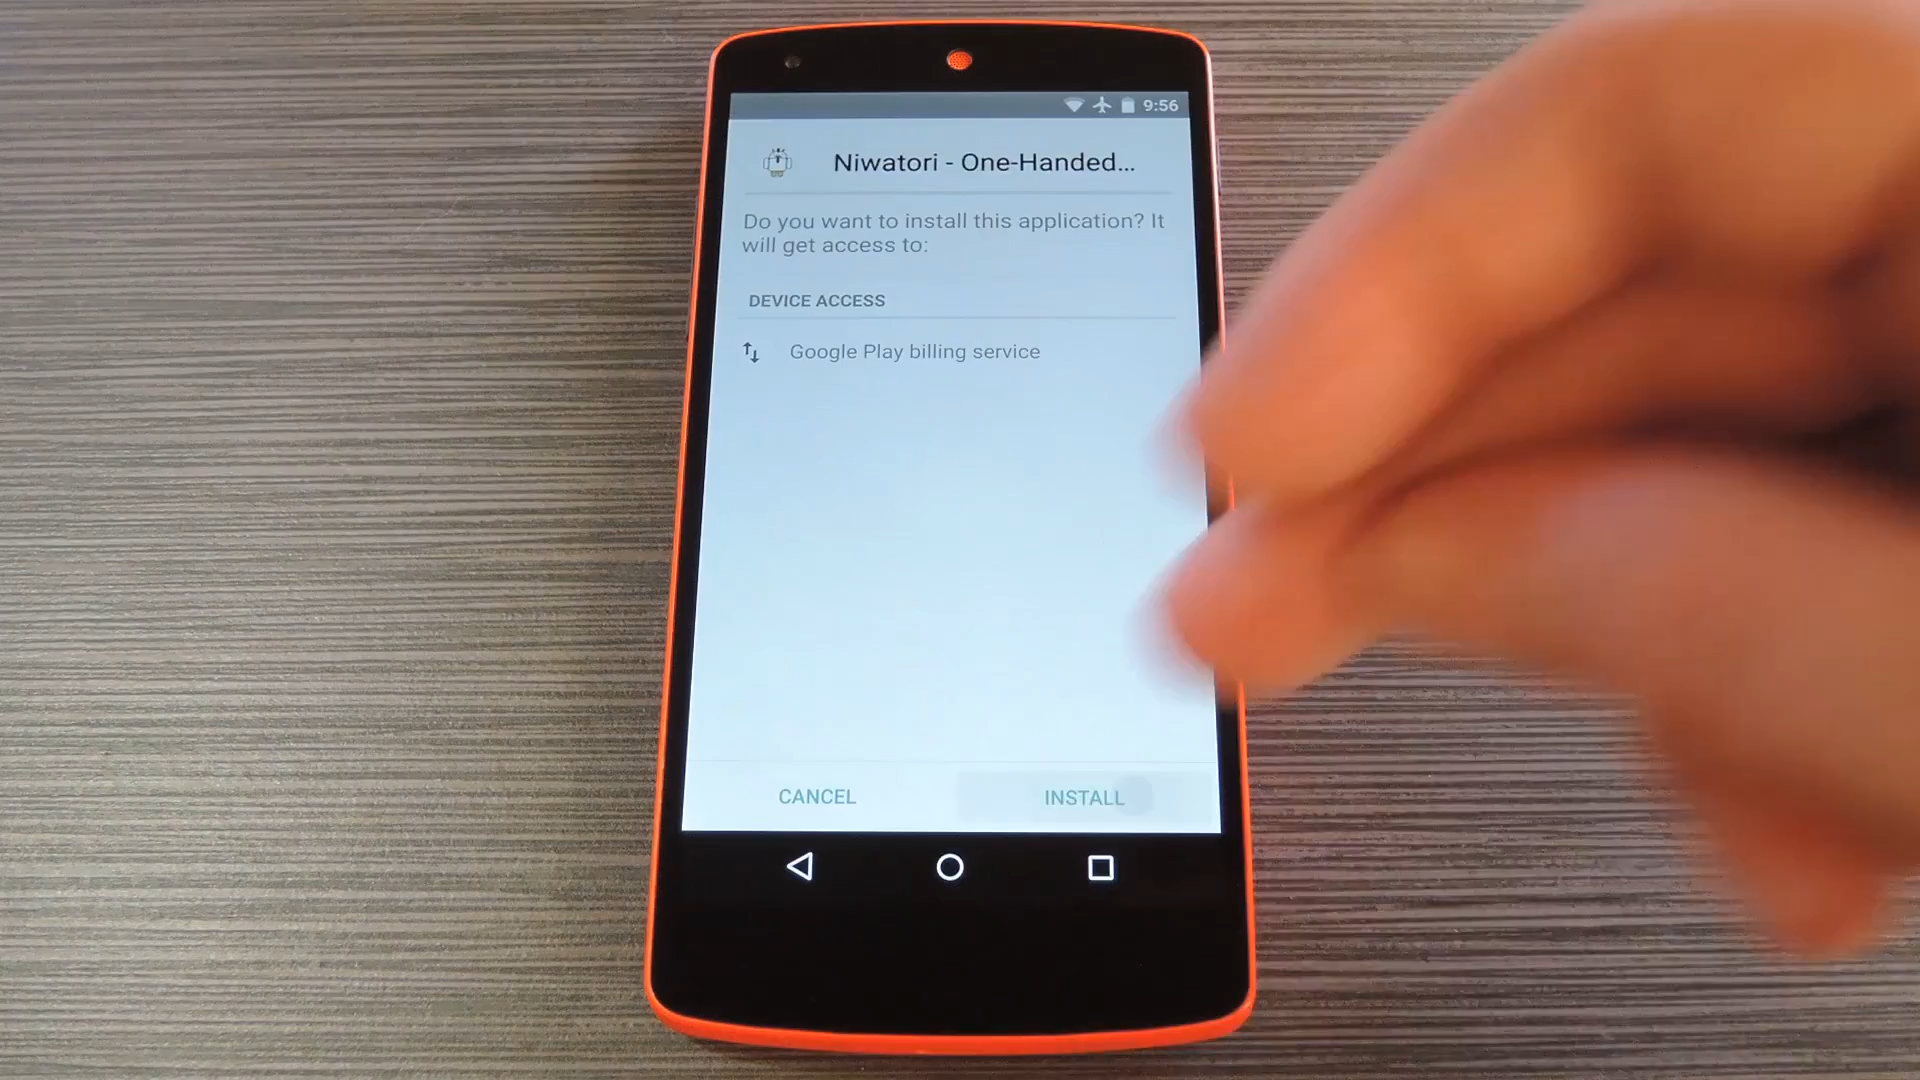 9:56
Niwatori - One-Handed...
Do you want to install this application? It
will get access to:
DEVICE ACCESS
Google Play billing service
CANCEL
INSTALL